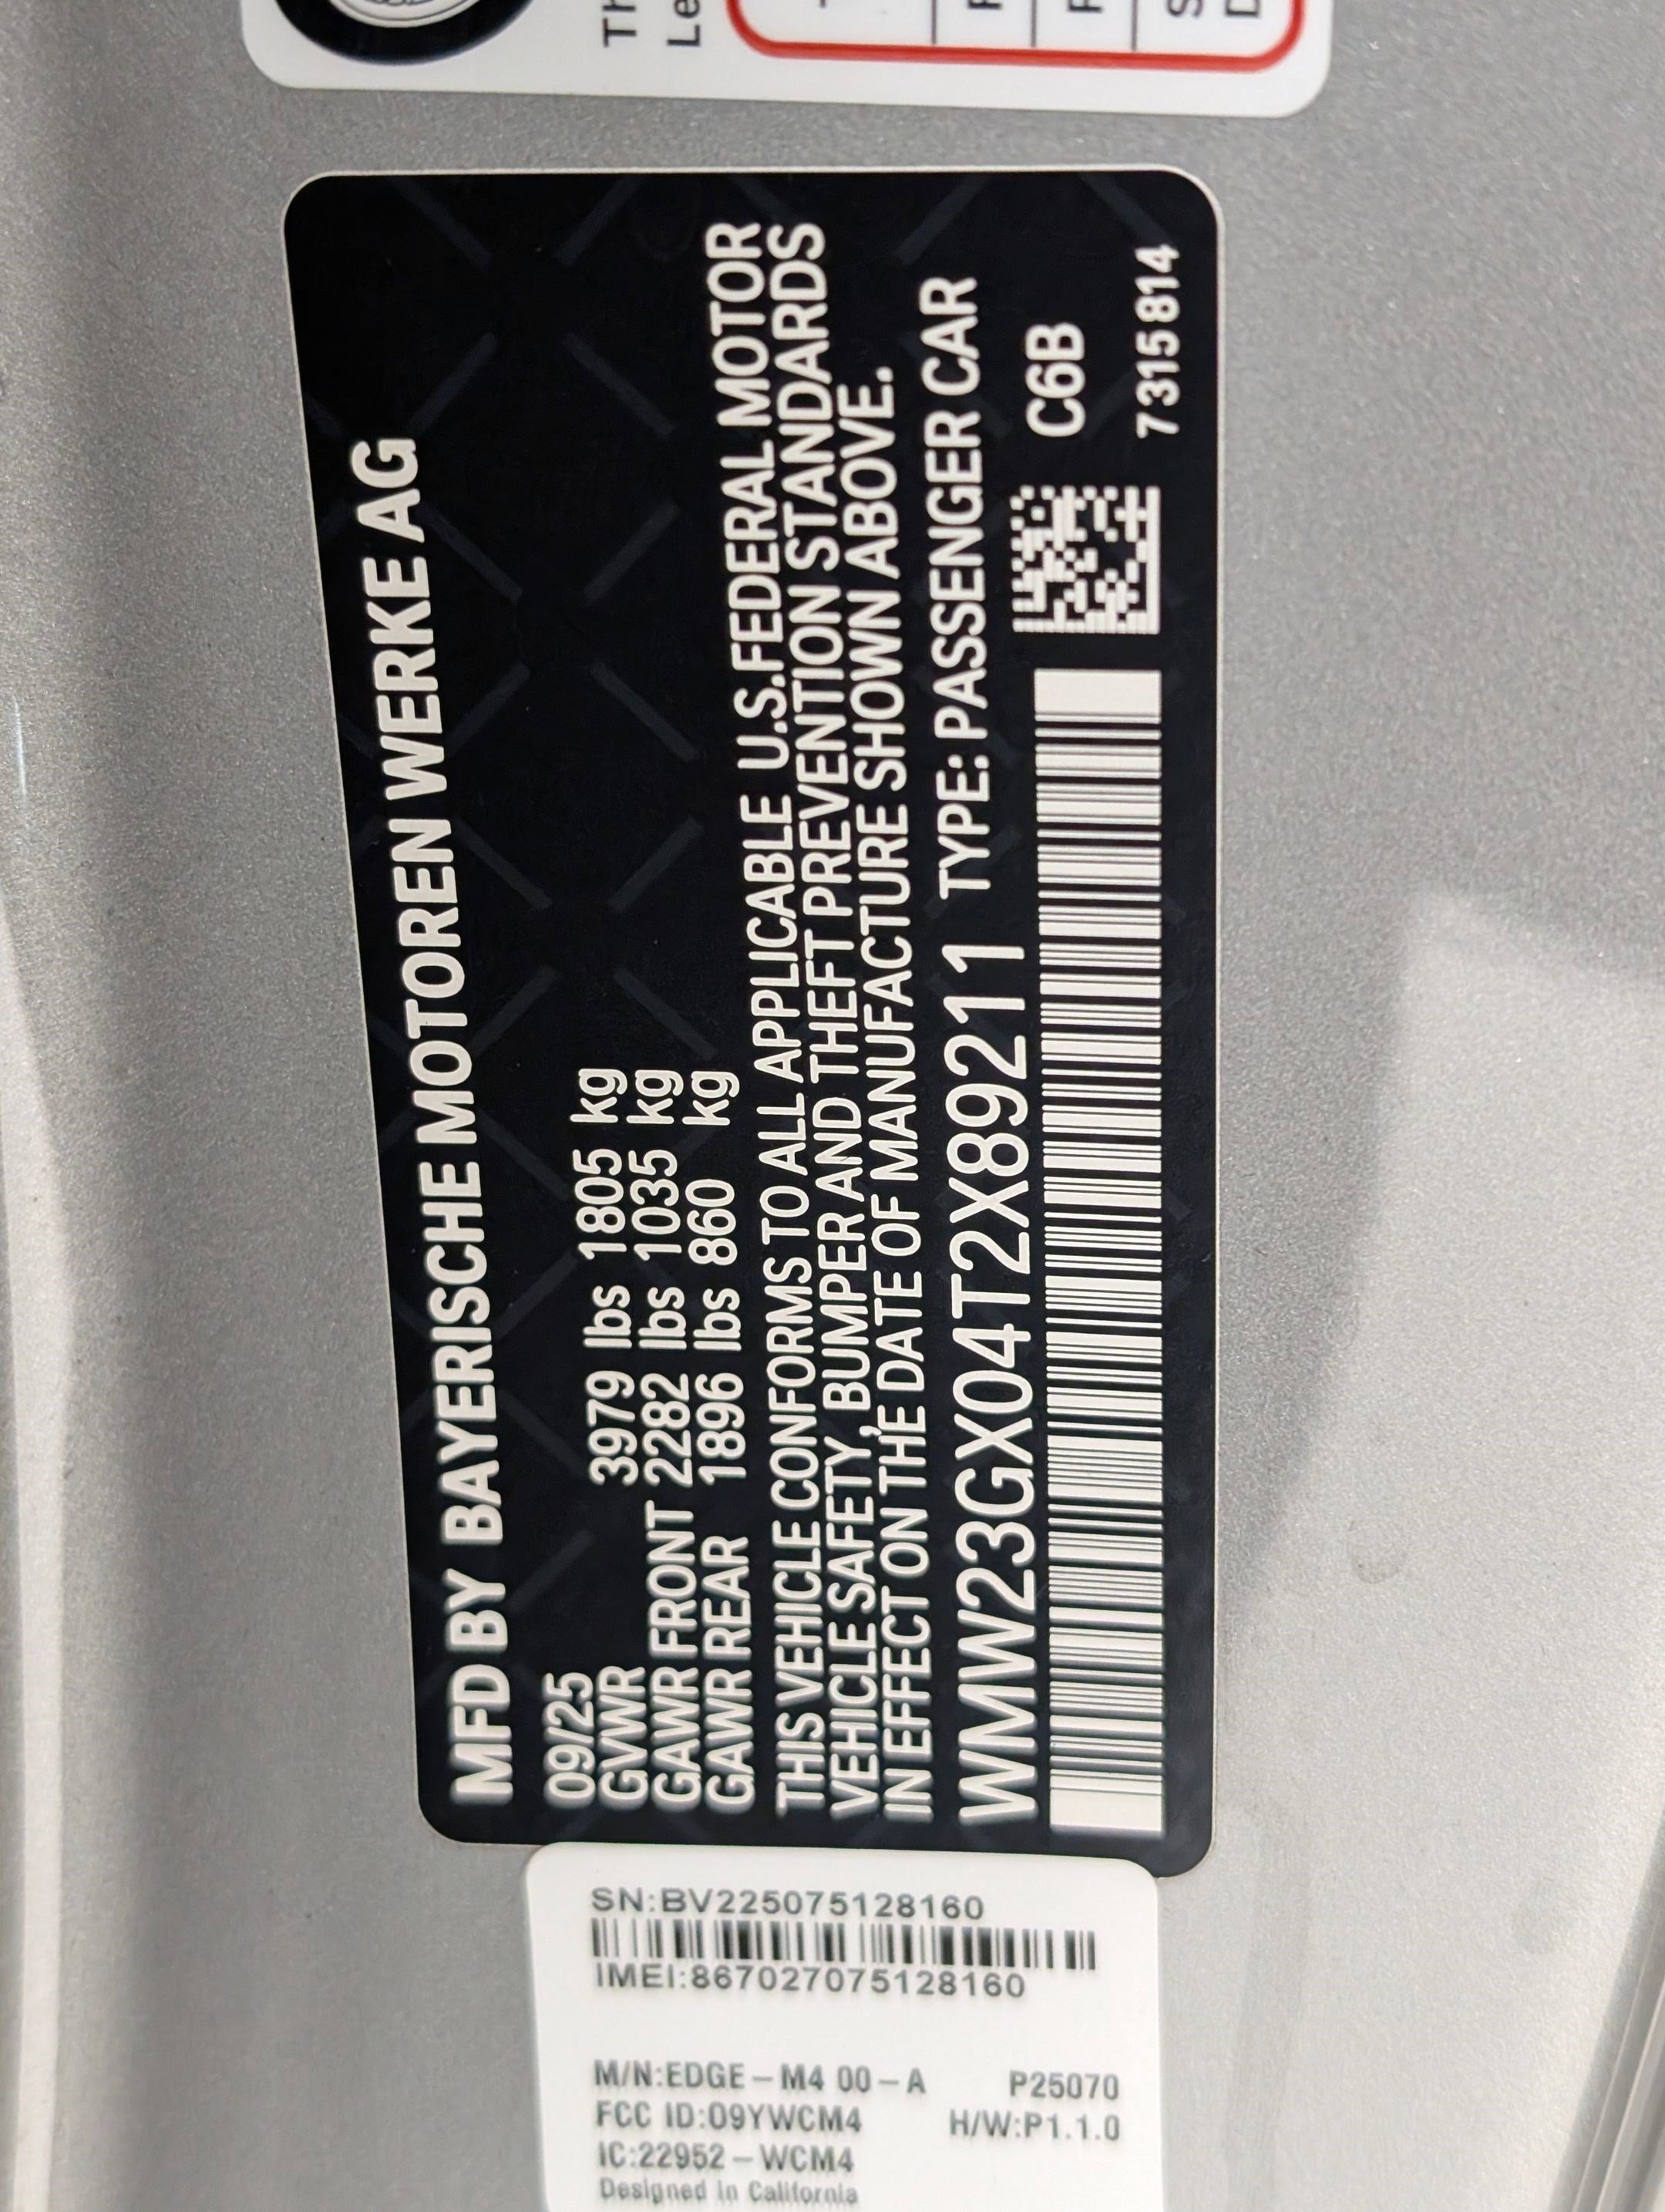 MFD BY BAYERISCHE MOTOREN WERKE AG
09/25
GVWR 3979 lbs 1805 kg
GAWR FRONT 2282 lbs 1035 kg
GAWR REAR 1896 lbs 860 kg
THIS VEHICLE CONFORMS TO ALL APPLICABLE U.S.FEDERAL MOTOR
VEHICLE SAFETY, BUMPER AND THEFT PREVENTION STANDARDS
IN EFFECT ON THE DATE OF MANUFACTURE SHOWN ABOVE.
WMW23GX04T2X89211 TYPE: PASSENGER CAR
C6B
7315814
SN:BV225075128160
IMEI:867027075128160
M/N:EDGE-M4 00-A P25070
FCC ID:O9YWCM4 H/W:P1.1.0
IC:22952-WCM4
Designed in California